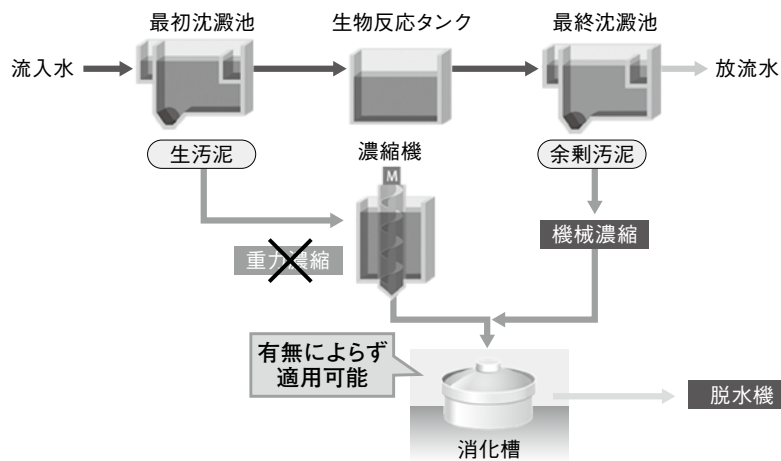 最初沈澱池
生物反応タンク
最終沈澱池
流入水
放流水
生汚泥
濃縮機
余剰汚泥
M
重力濃縮
機械濃縮
有無によらず
適用可能
脱水機
消化槽